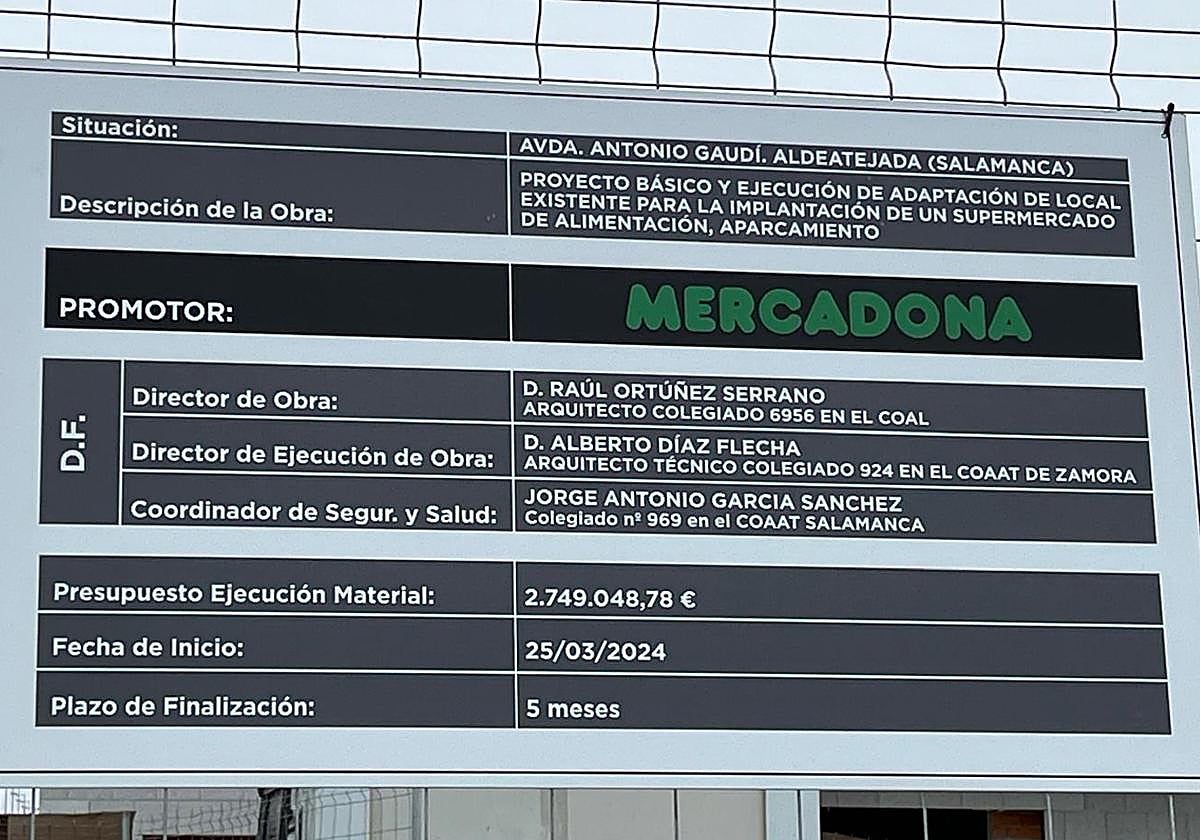 Situación:
AVDA. ANTONIO GAUDÍ. ALDEATEJADA (SALAMANCA)
Descripción de la Obra:
PROYECTO BÁSICO Y EJECUCIÓN DE ADAPTACIÓN DE LOCAL
EXISTENTE PARA LA IMPLANTACIÓN DE UN SUPERMERCADO
DE ALIMENTACIÓN, APARCAMIENTO
PROMOTOR:
MERCADONA
D.F.
Director de Obra:
D. RAÚL ORTÚÑEZ SERRANO
ARQUITECTO COLEGIADO 6956 EN EL COAL
Director de Ejecución de Obra:
D. ALBERTO DÍAZ FLECHA
ARQUITECTO TÉCNICO COLEGIADO 924 EN EL COAAT DE ZAMORA
Coordinador de Segur. y Salud:
JORGE ANTONIO GARCIA SANCHEZ
Colegiado nº 969 en el COAAT SALAMANCA
Presupuesto Ejecución Material:
2.749.048,78 €
Fecha de Inicio:
25/03/2024
Plazo de Finalización:
5 meses